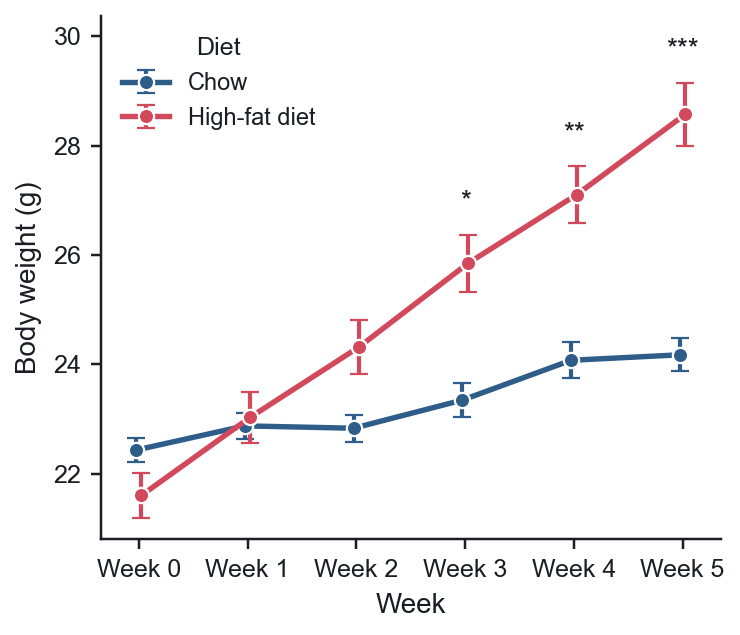 Diet
Chow
High-fat diet
***
**
*
Body weight (g)
30
28
26
24
22
Week 0 Week 1 Week 2 Week 3 Week 4 Week 5
Week